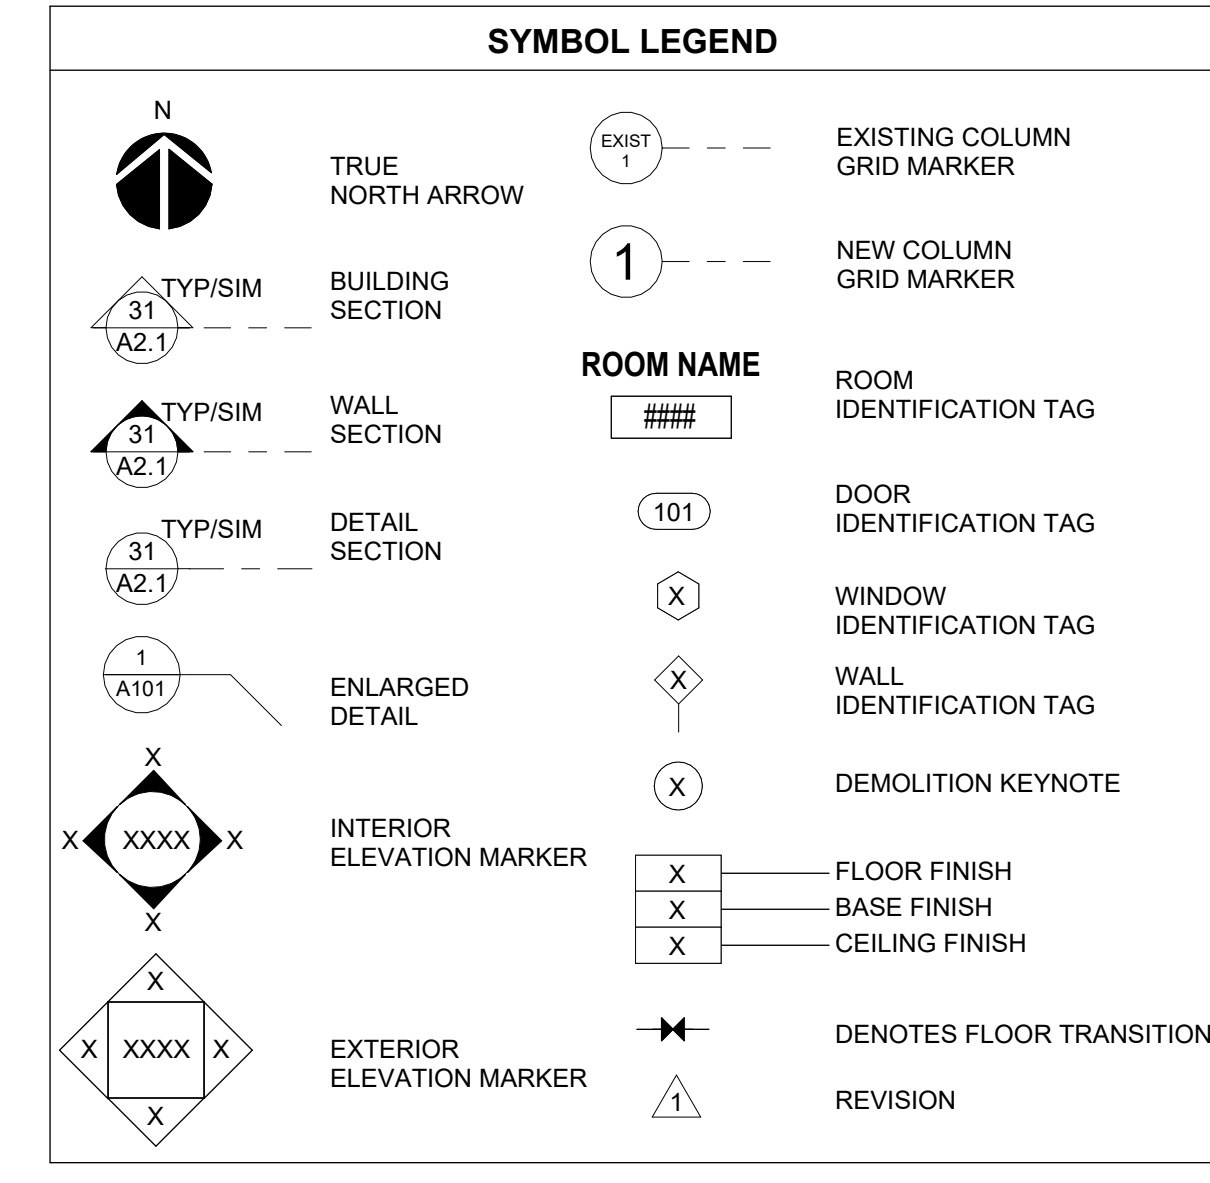 SYMBOL LEGEND
N
TRUE
NORTH ARROW
TYP/SIM
31
A2.1
BUILDING
SECTION
TYP/SIM
31
A2.1
WALL
SECTION
TYP/SIM
31
A2.1
DETAIL
SECTION
1
A101
ENLARGED
DETAIL
X
X XXXX X
X
INTERIOR
ELEVATION MARKER
X
X XXXX X
X
EXTERIOR
ELEVATION MARKER
EXIST
1
EXISTING COLUMN
GRID MARKER
1
NEW COLUMN
GRID MARKER
ROOM NAME
####
ROOM
IDENTIFICATION TAG
101
DOOR
IDENTIFICATION TAG
X
WINDOW
IDENTIFICATION TAG
X
WALL
IDENTIFICATION TAG
X
DEMOLITION KEYNOTE
X FLOOR FINISH
X BASE FINISH
X CEILING FINISH
DENOTES FLOOR TRANSITION
1
REVISION